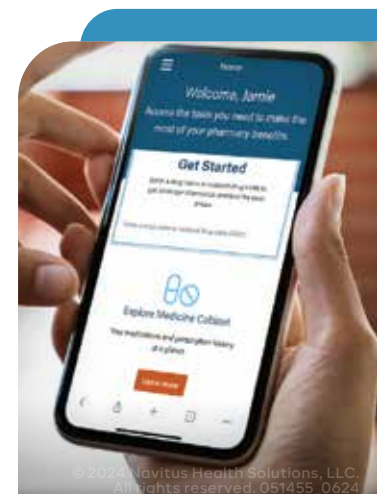 Home
Welcome, Jamie
Access the tools you need to make the
most of your pharmacy benefits.
Get Started
Explore Medicine Cabinet
Your medications and prescription history
at a glance.
Learn more
© 2024 Navitus Health Solutions, LLC.
All rights reserved. 051455_0624